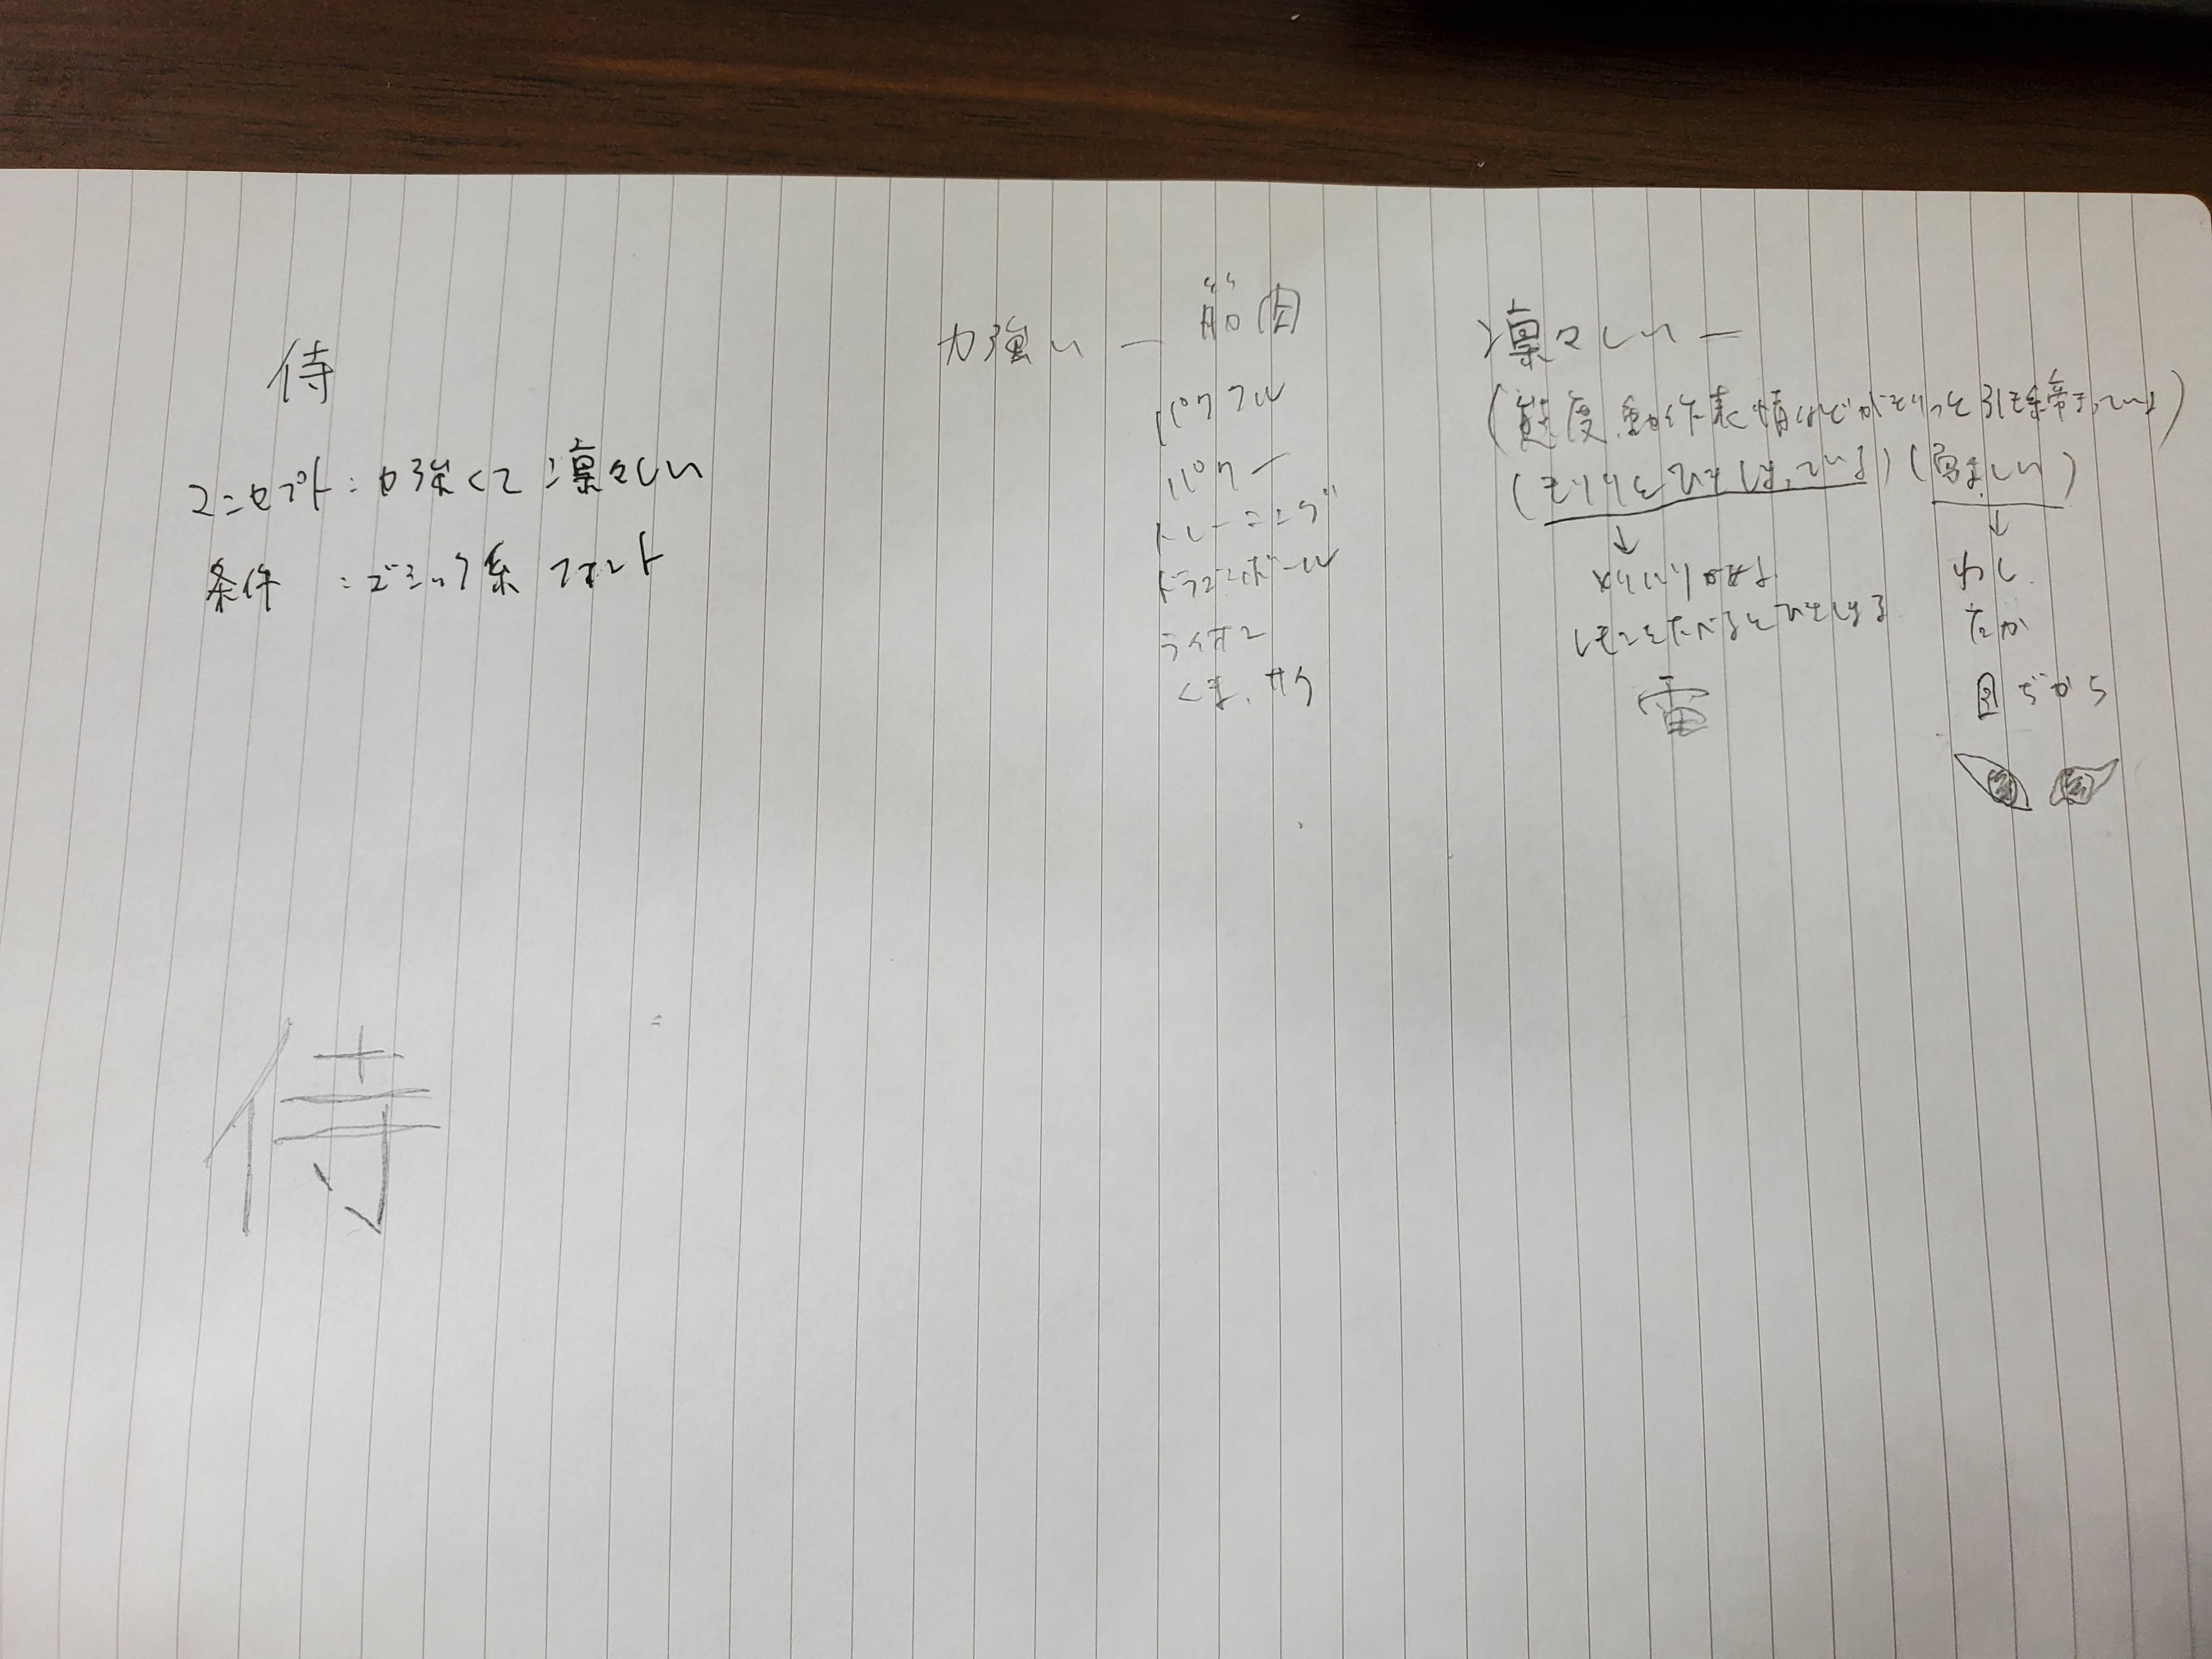 侍
コンセプト：力強くて凛々しい
条件　：ゴシック系フォント
力強い ー 筋肉
パワフル
パワー
トレーニング
ドラゴンボール
ライオン
くま、サイ
凛々しい ー
(態度、動作、表情などがきりっと引き締まっている)
(きりりとひきしまっている) (勇ましい)
↓
レモンをたべるとひきしまる
雷
↓
わし
たか
目ぢから
侍